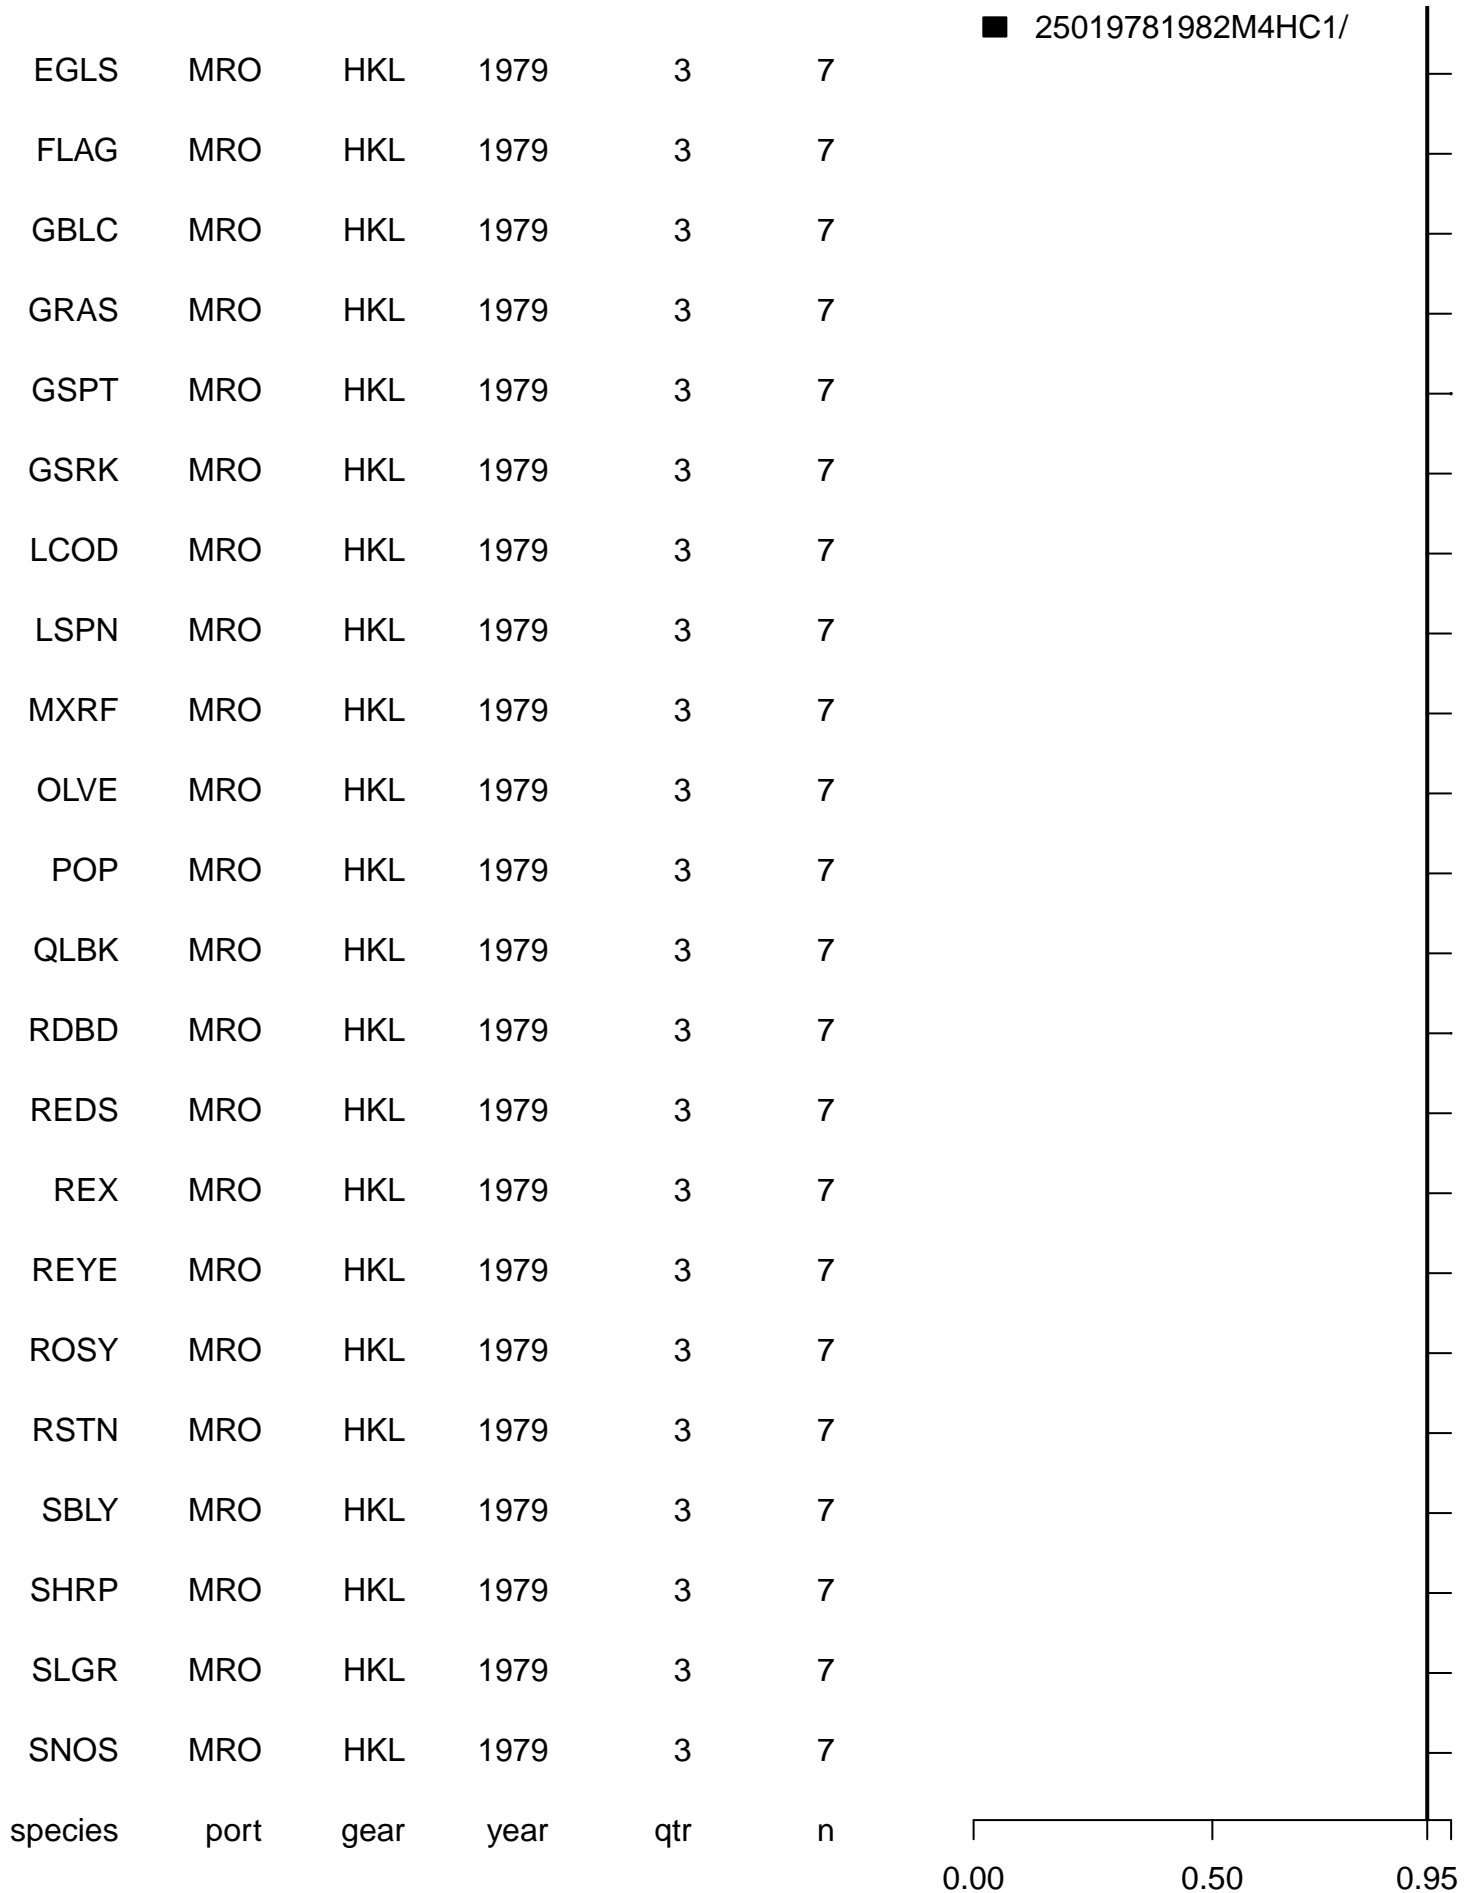 25019781982M4HC1/
EGLS MRO HKL 1979 3 7
FLAG MRO HKL 1979 3 7
GBLC MRO HKL 1979 3 7
GRAS MRO HKL 1979 3 7
GSPT MRO HKL 1979 3 7
GSRK MRO HKL 1979 3 7
LCOD MRO HKL 1979 3 7
LSPN MRO HKL 1979 3 7
MXRF MRO HKL 1979 3 7
OLVE MRO HKL 1979 3 7
POP MRO HKL 1979 3 7
QLBK MRO HKL 1979 3 7
RDBD MRO HKL 1979 3 7
REDS MRO HKL 1979 3 7
REX MRO HKL 1979 3 7
REYE MRO HKL 1979 3 7
ROSY MRO HKL 1979 3 7
RSTN MRO HKL 1979 3 7
SBLY MRO HKL 1979 3 7
SHRP MRO HKL 1979 3 7
SLGR MRO HKL 1979 3 7
SNOS MRO HKL 1979 3 7
species port gear year qtr n
0.00 0.50 0.95